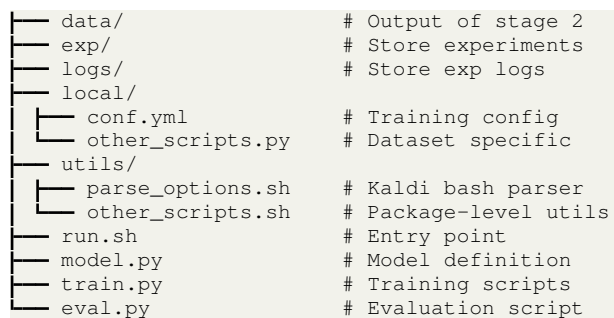 ├── data/                 # Output of stage 2
├── exp/                  # Store experiments
├── logs/                 # Store exp logs
├── local/
│ ├── conf.yml            # Training config
│ └── other_scripts.py    # Dataset specific
├── utils/
│ ├── parse_options.sh    # Kaldi bash parser
│ └── other_scripts.sh    # Package-level utils
├── run.sh                # Entry point
├── model.py              # Model definition
├── train.py              # Training scripts
└── eval.py               # Evaluation script